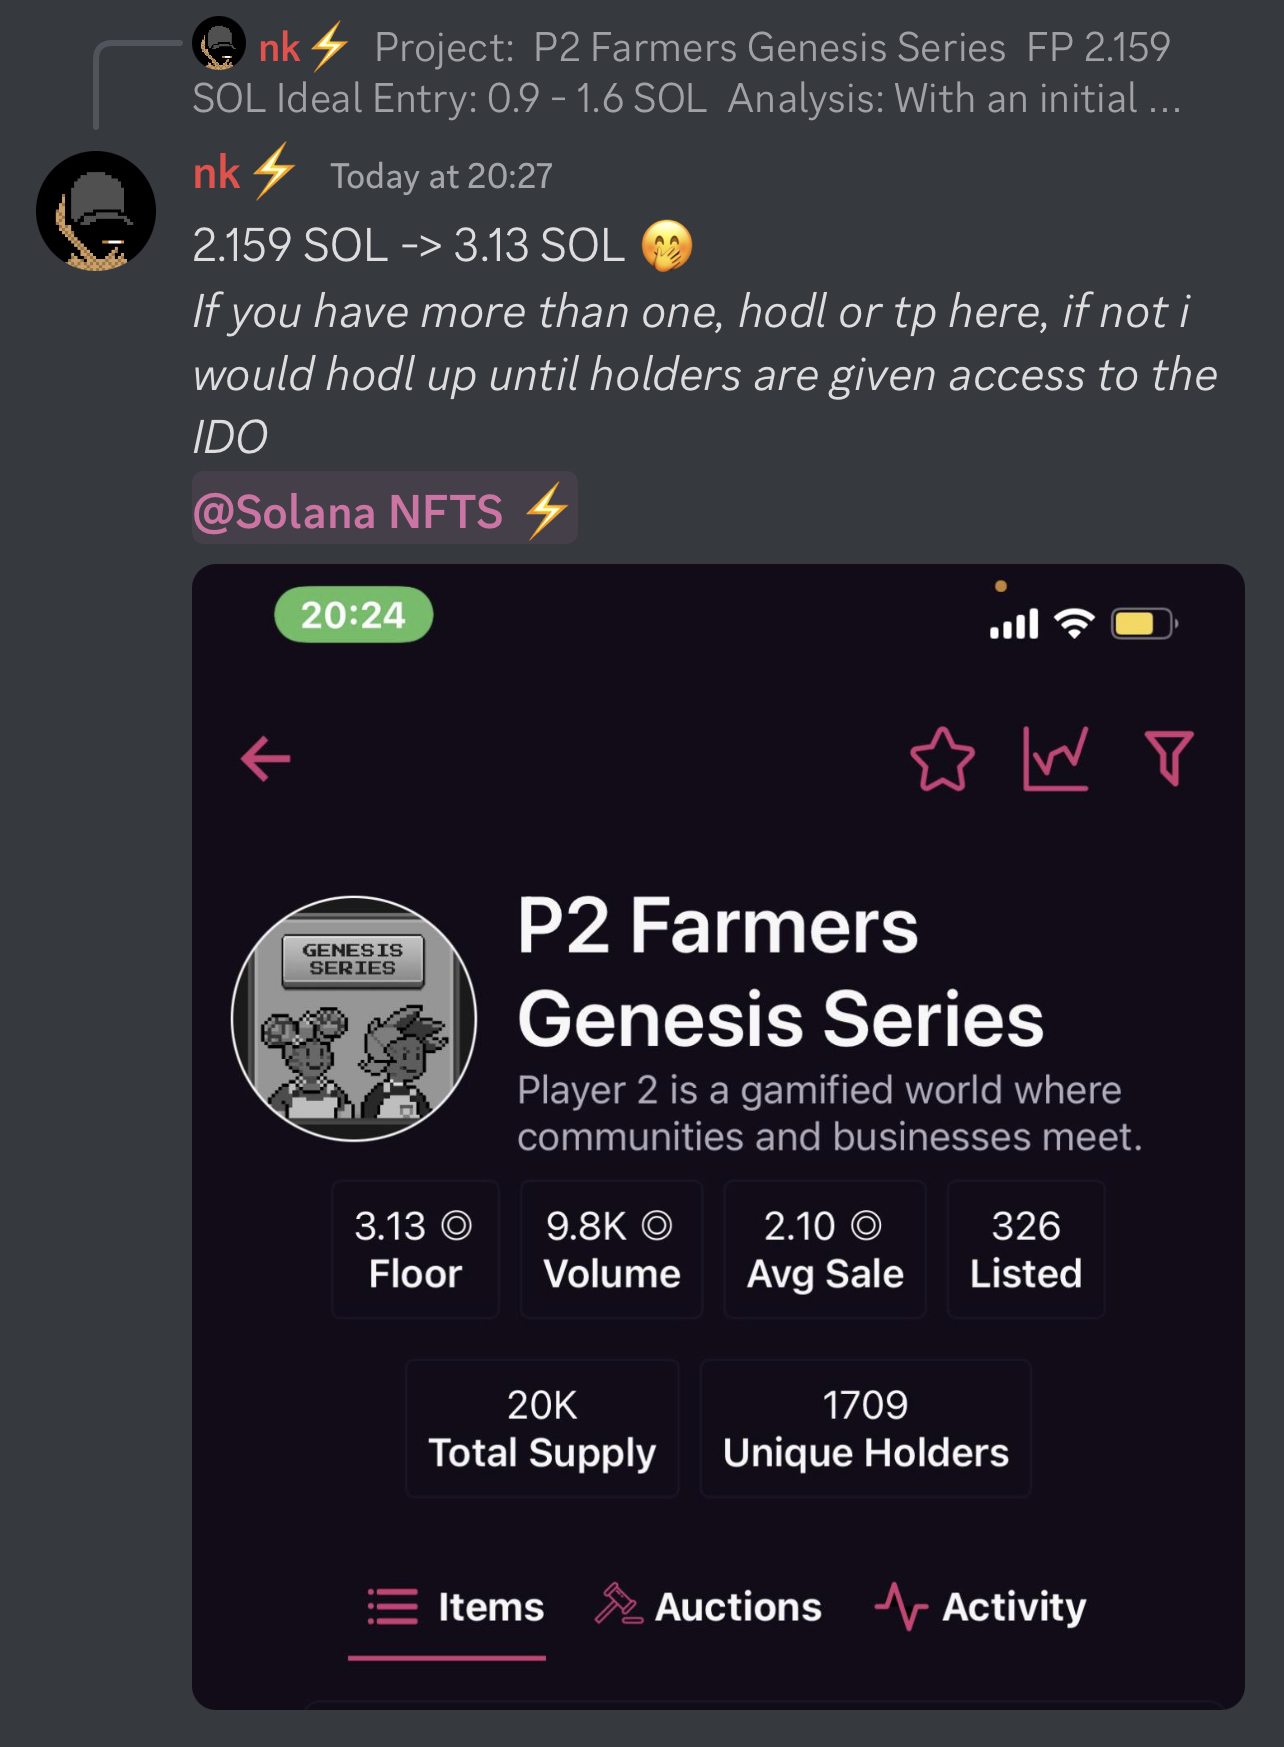 nk⚡ Project: P2 Farmers Genesis Series FP 2.159
SOL Ideal Entry: 0.9 - 1.6 SOL Analysis: With an initial ...
nk⚡ Today at 20:27
2.159 SOL -> 3.13 SOL 🤭
If you have more than one, hodl or tp here, if not i
would hodl up until holders are given access to the
IDO
@Solana NFTS ⚡
20:24
GENESIS
SERIES
P2 Farmers
Genesis Series
Player 2 is a gamified world where
communities and businesses meet.
3.13 9.8K 2.10 326
Floor Volume Avg Sale Listed
20K 1709
Total Supply Unique Holders
Items Auctions Activity